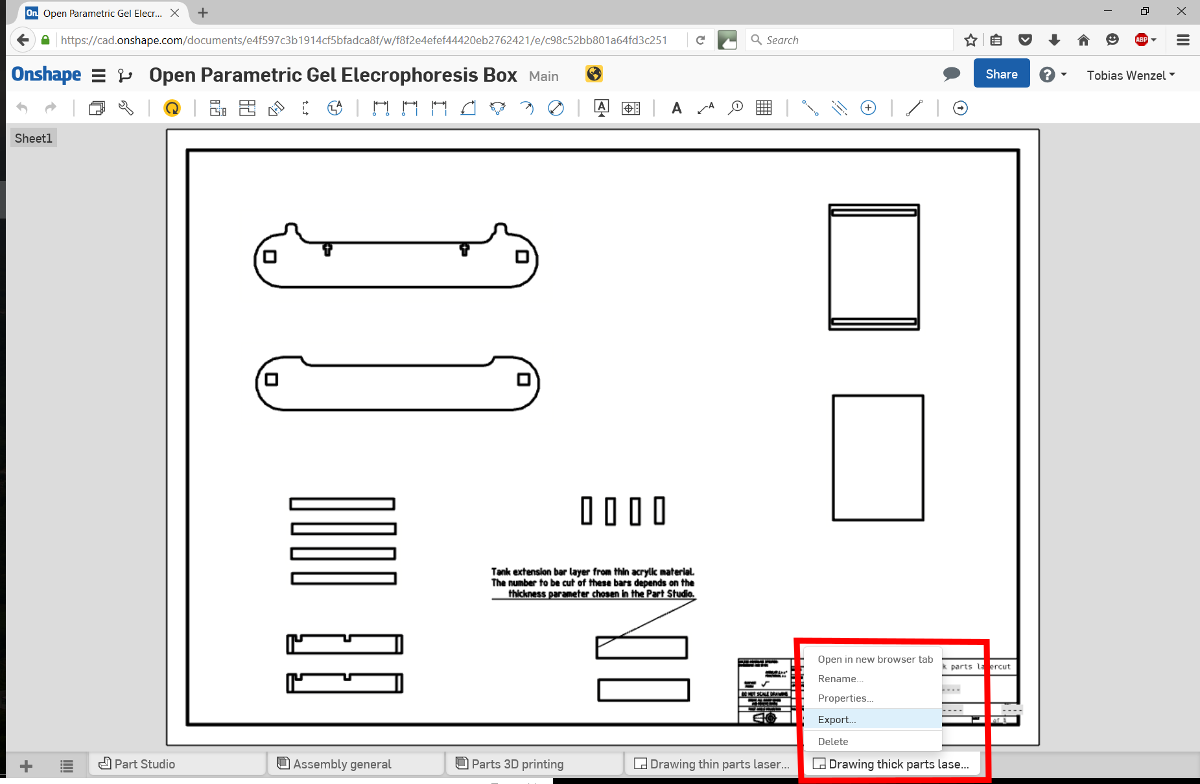 Open Parametric Gel Elecr...
https://cad.onshape.com/documents/e4f597c3b1914cf5bfadca8f/w/f8f2e4efef44420eb2762421/e/c98c52bb801a64fd3c251
Search
ABP
Onshape
Open Parametric Gel Elecrophoresis Box
Main
Share
Tobias Wenzel
Sheet1
Tank extension bar layer from thin acrylic material.
The number to be cut of these bars depends on the
thickness parameter chosen in the Part Studio.
DO NOT SCALE DRAWING
k parts lasercut
Open in new browser tab
Rename...
Properties...
Export...
Delete
Part Studio
Assembly general
Parts 3D printing
Drawing thin parts laser...
Drawing thick parts lase...